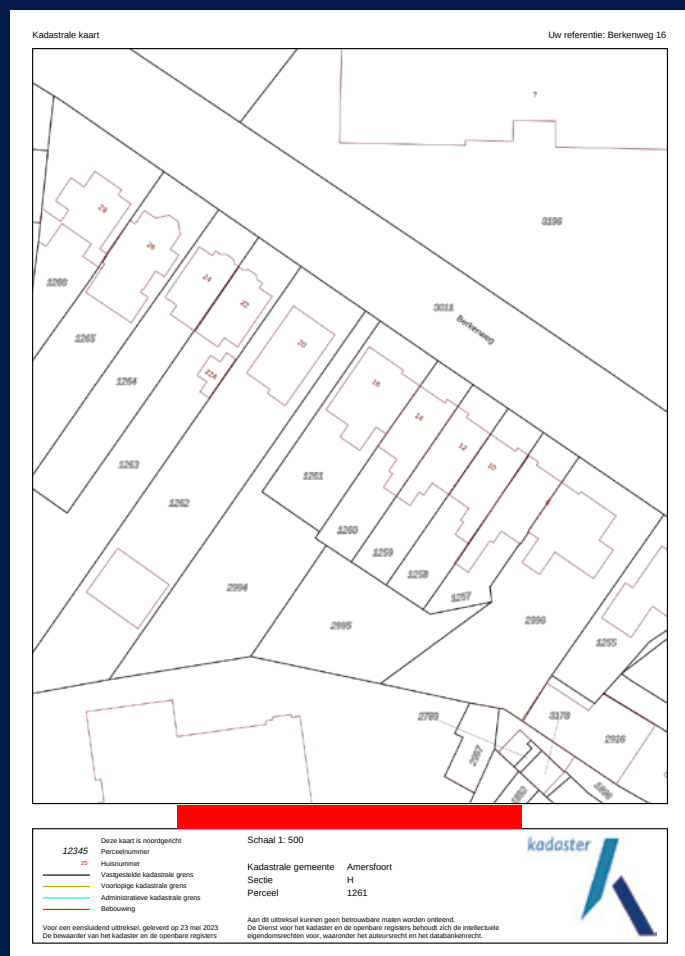 Kadastrale kaart
Uw referentie: Berkenweg 16
7
3196
28
26
24
22
22A
20
3011
Berkenweg
16
14
12
10
1265
1264
1263
1262
1261
1260
1259
1258
1257
2994
2995
1255
2789
3178
2916
Deze kaart is noordgericht
12345 Perceelnummer
25 Huisnummer
Vastgestelde kadastrale grens
Voorlopige kadastrale grens
Administratieve kadastrale grens
Bebouwing
Voor een eensluidend uittreksel, geleverd op 23 mei 2023
De bewaarder van het kadaster en de openbare registers
Schaal 1: 500
Kadastrale gemeente Amersfoort
Sectie H
Perceel 1261
Aan dit uittreksel kunnen geen betrouwbare maten worden ontleend.
De Dienst voor het kadaster en de openbare registers behoudt zich de intellectuele
eigendomsrechten voor, waaronder het auteursrecht en het databankenrecht.
kadaster